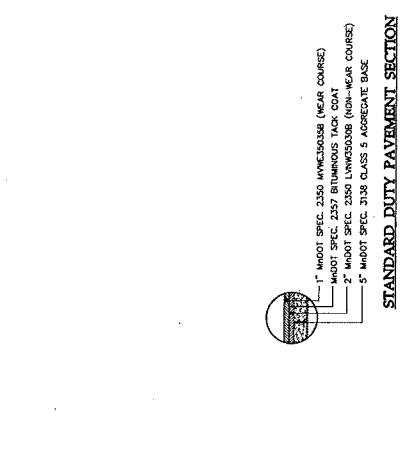 1" MnDOT SPEC. 2350 MVWE35035B (WEAR COURSE)
MnDOT SPEC. 2357 BITUMINOUS TACK COAT
2" MnDOT SPEC. 2350 LVNW35030B (NON-WEAR COURSE)
5" MnDOT SPEC. 3138 CLASS 5 AGGREGATE BASE
STANDARD DUTY PAVEMENT SECTION